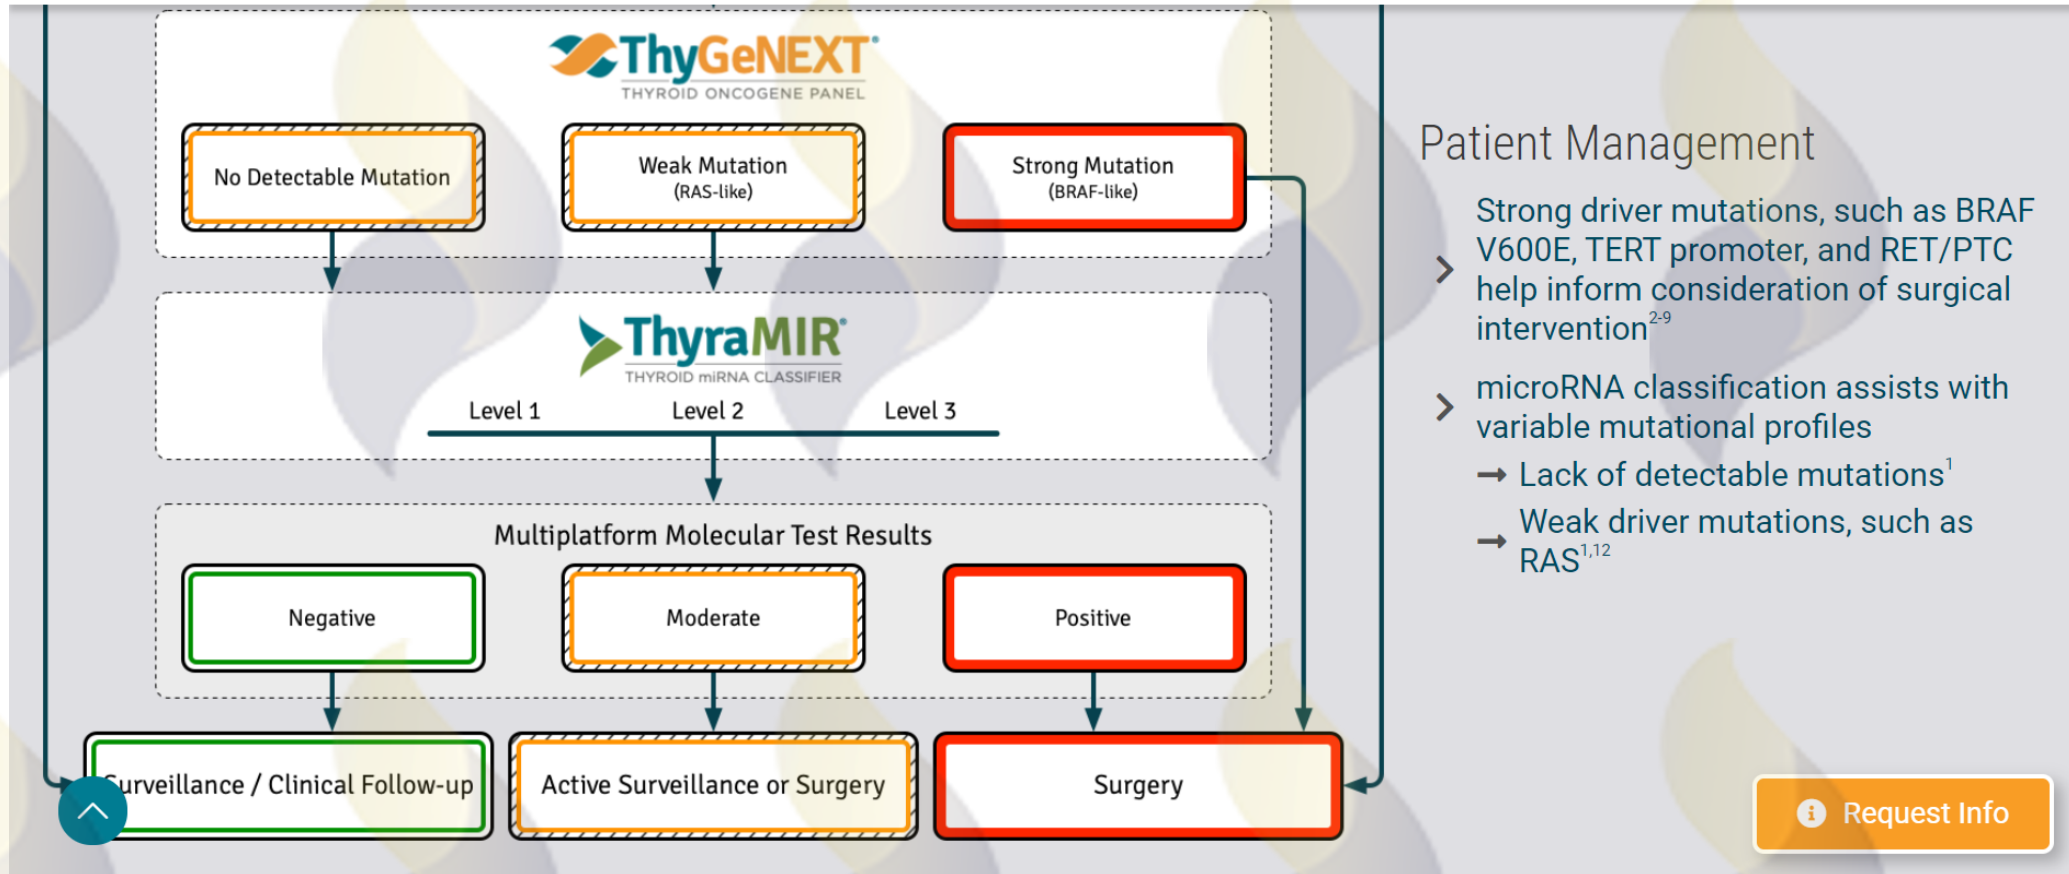 ThyGeNEXT®
THYROID ONCOGENE PANEL
No Detectable Mutation
Weak Mutation
(RAS-like)
Strong Mutation
(BRAF-like)
ThyraMIR®
THYROID miRNA CLASSIFIER
Level 1
Level 2
Level 3
Multiplatform Molecular Test Results
Negative
Moderate
Positive
urveillance / Clinical Follow-up
Active Surveillance or Surgery
Surgery
Patient Management
Strong driver mutations, such as BRAF
V600E, TERT promoter, and RET/PTC
help inform consideration of surgical
intervention2-9
microRNA classification assists with
variable mutational profiles
Lack of detectable mutations1
Weak driver mutations, such as
RAS1,12
Request Info